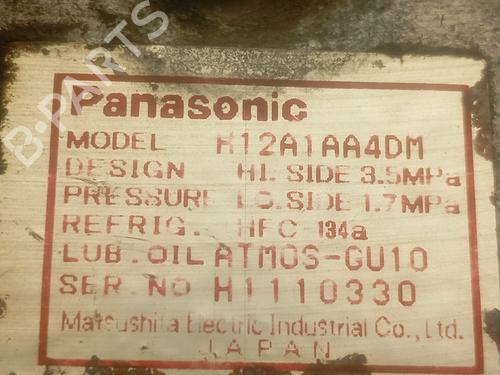 B-PARTS
Panasonic
MODEL H12A1AA4DM
DESIGN HI. SIDE 3.5MPa
PRESSURE LO. SIDE 1.7MPa
REFRIG. HFC-134a
LUB. OIL ATMOS-GU10
SER. NO H1110330
Matsushita Electric Industrial Co., Ltd.
JAPAN